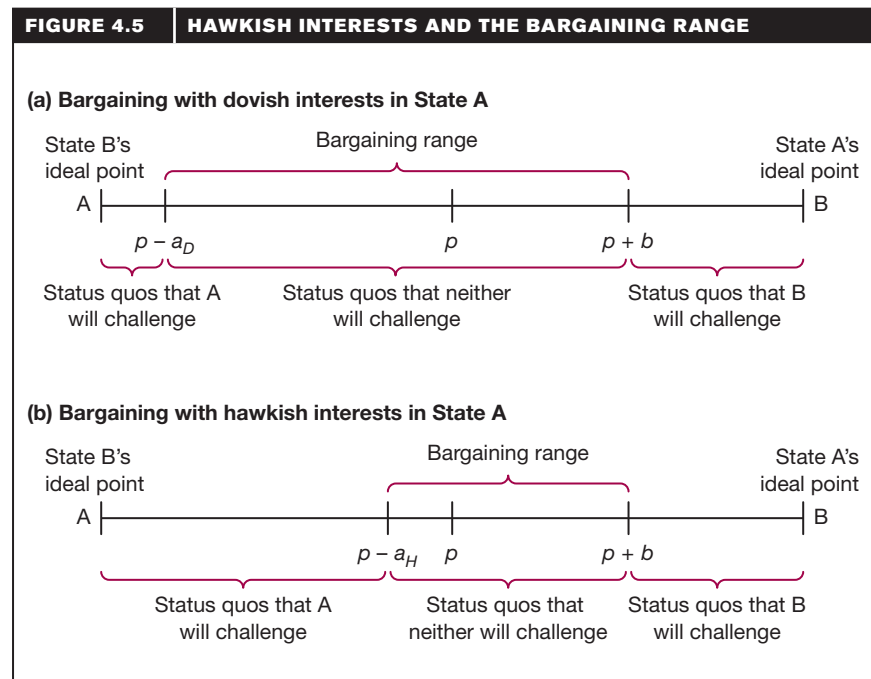 FIGURE 4.5 HAWKISH INTERESTS AND THE BARGAINING RANGE
(a) Bargaining with dovish interests in State A
State B's
ideal point
Bargaining range
State A's
ideal point
A
B
p – a_D
p
p + b
Status quos that A
will challenge
Status quos that neither
will challenge
Status quos that B
will challenge
(b) Bargaining with hawkish interests in State A
State B's
ideal point
Bargaining range
State A's
ideal point
A
B
p – a_H
p
p + b
Status quos that A
will challenge
Status quos that
neither will challenge
Status quos that B
will challenge